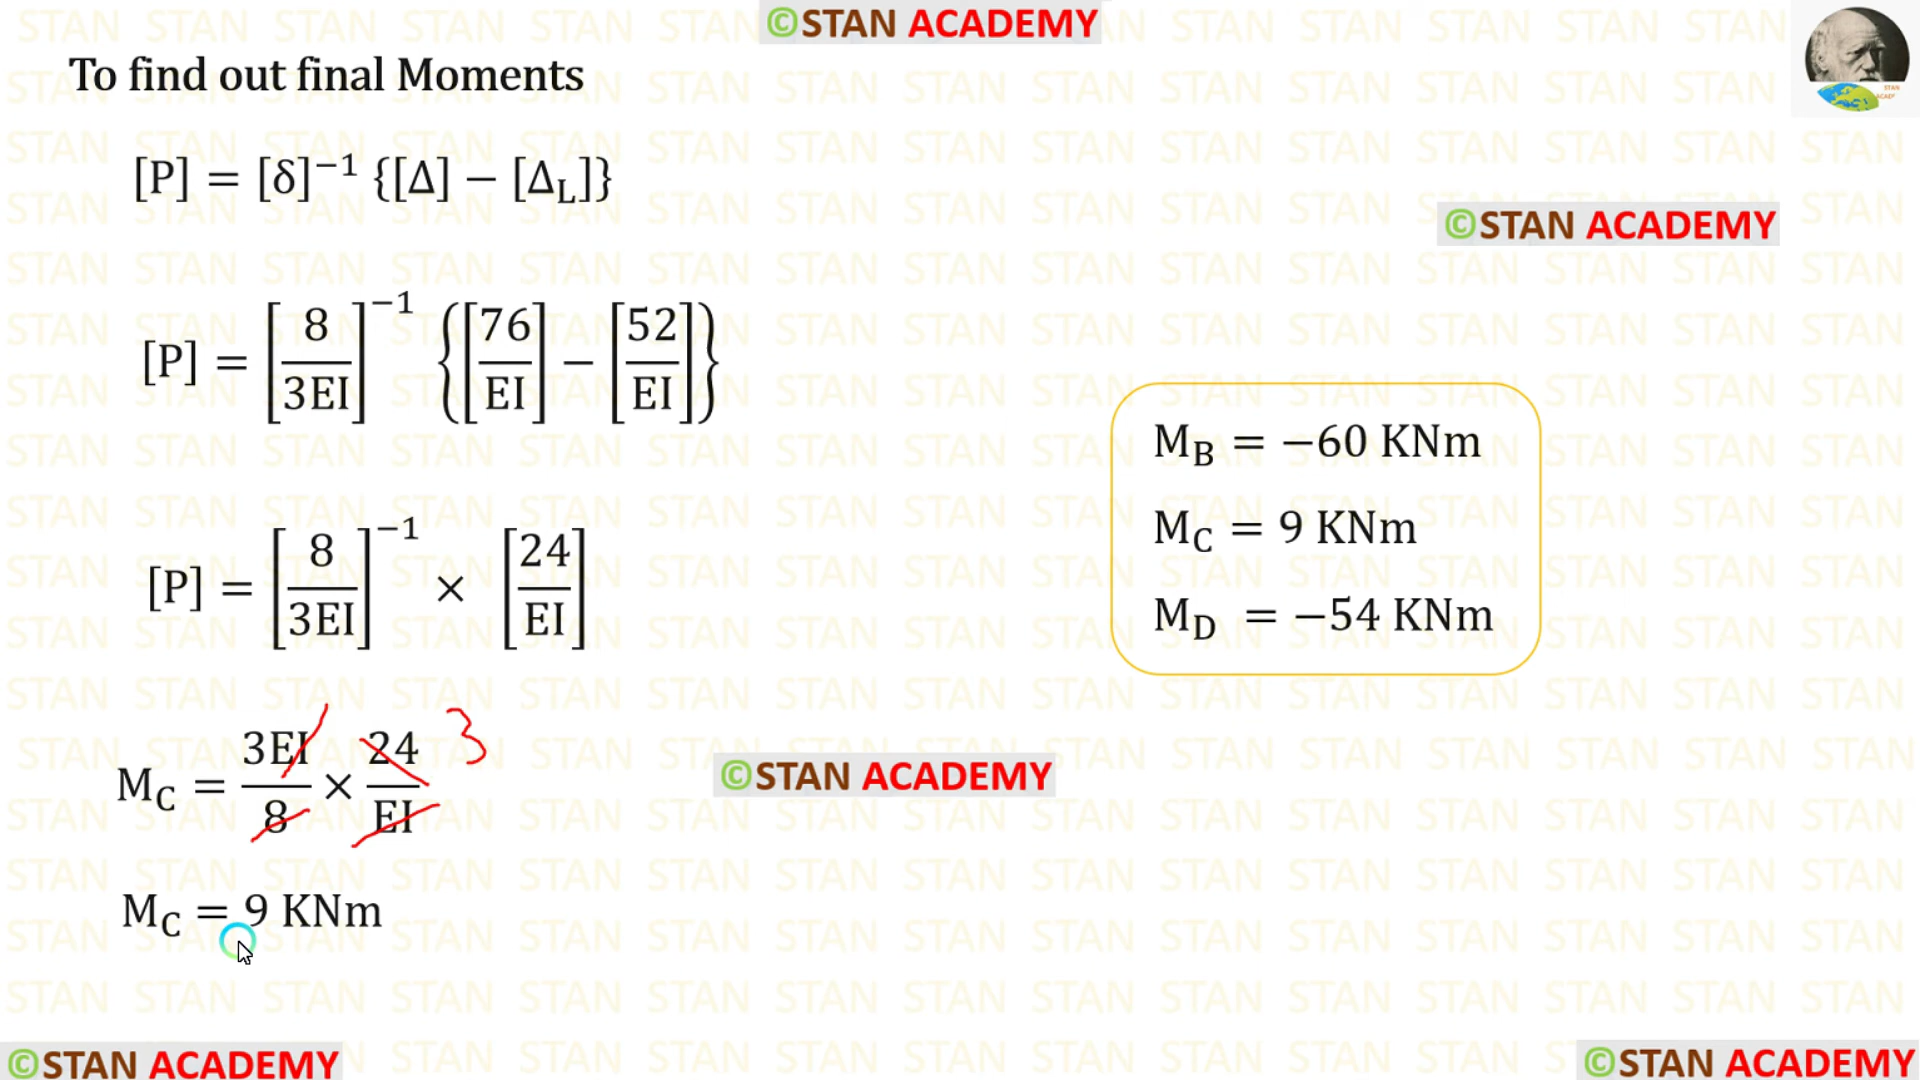 ©STAN ACADEMY
To find out final Moments
[P] = [δ]⁻¹ {[Δ] − [Δ_L]}
©STAN ACADEMY
[P] = [8/3EI]⁻¹ {[76/EI] − [52/EI]}
M_B = −60 KNm
M_C = 9 KNm
M_D = −54 KNm
[P] = [8/3EI]⁻¹ × [24/EI]
M_C = 3EI/8 × 24/EI 3
©STAN ACADEMY
M_C = 9 KNm
©STAN ACADEMY
©STAN ACADEMY